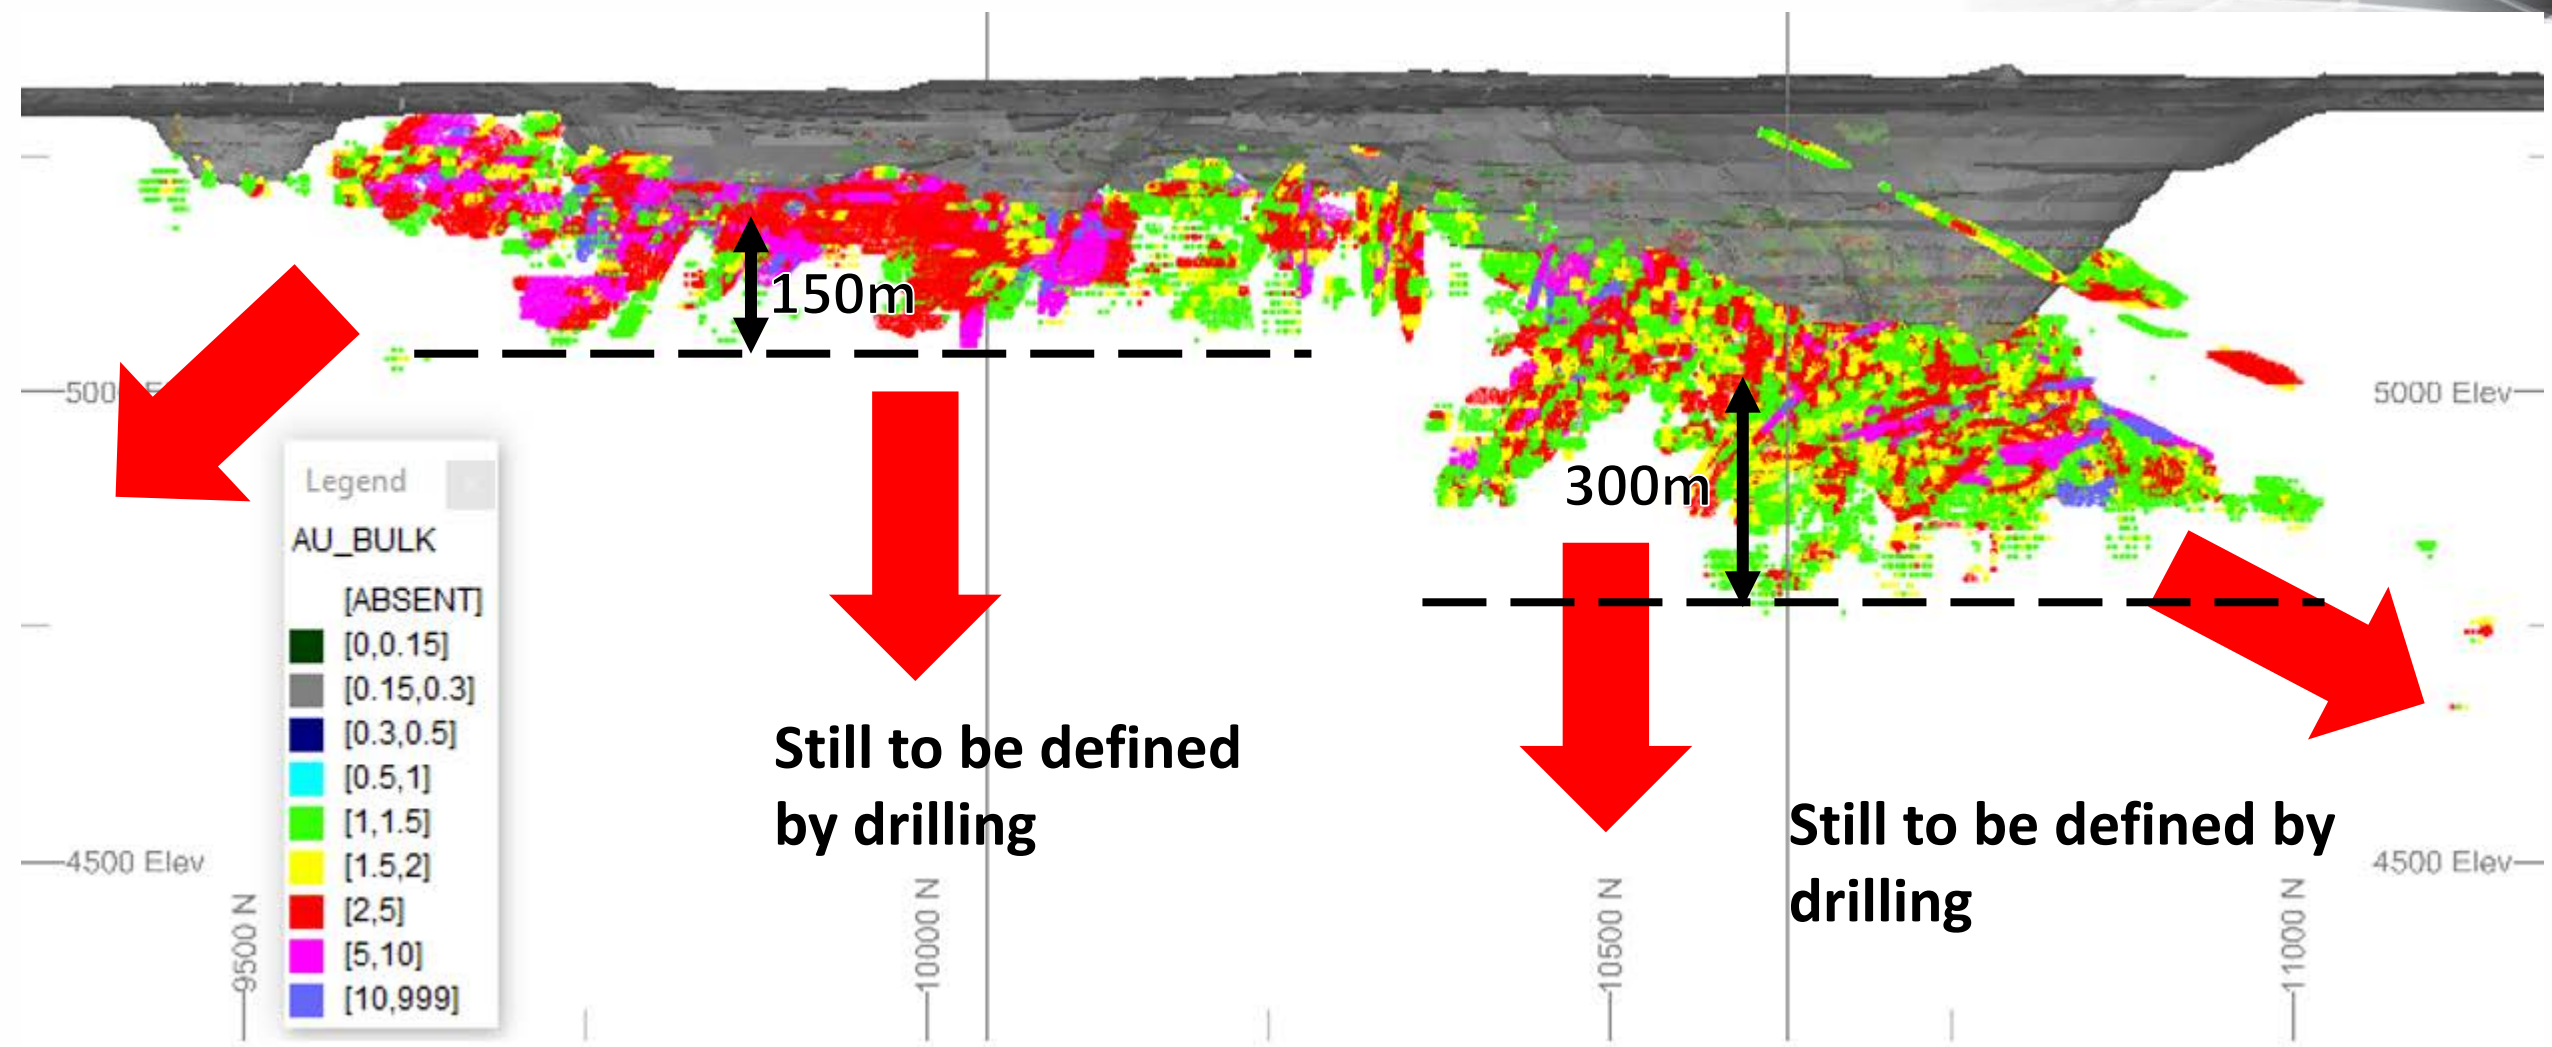 150m
5000 E
5000 Elev
300m
Legend
AU_BULK
[ABSENT]
[0,0.15]
[0.15,0.3]
[0.3,0.5]
[0.5,1]
[1,1.5]
[1.5,2]
[2,5]
[5,10]
[10,999]
Still to be defined
by drilling
Still to be defined by
drilling
4500 Elev
4500 Elev
9500 N
10000 N
10500 N
11000 N